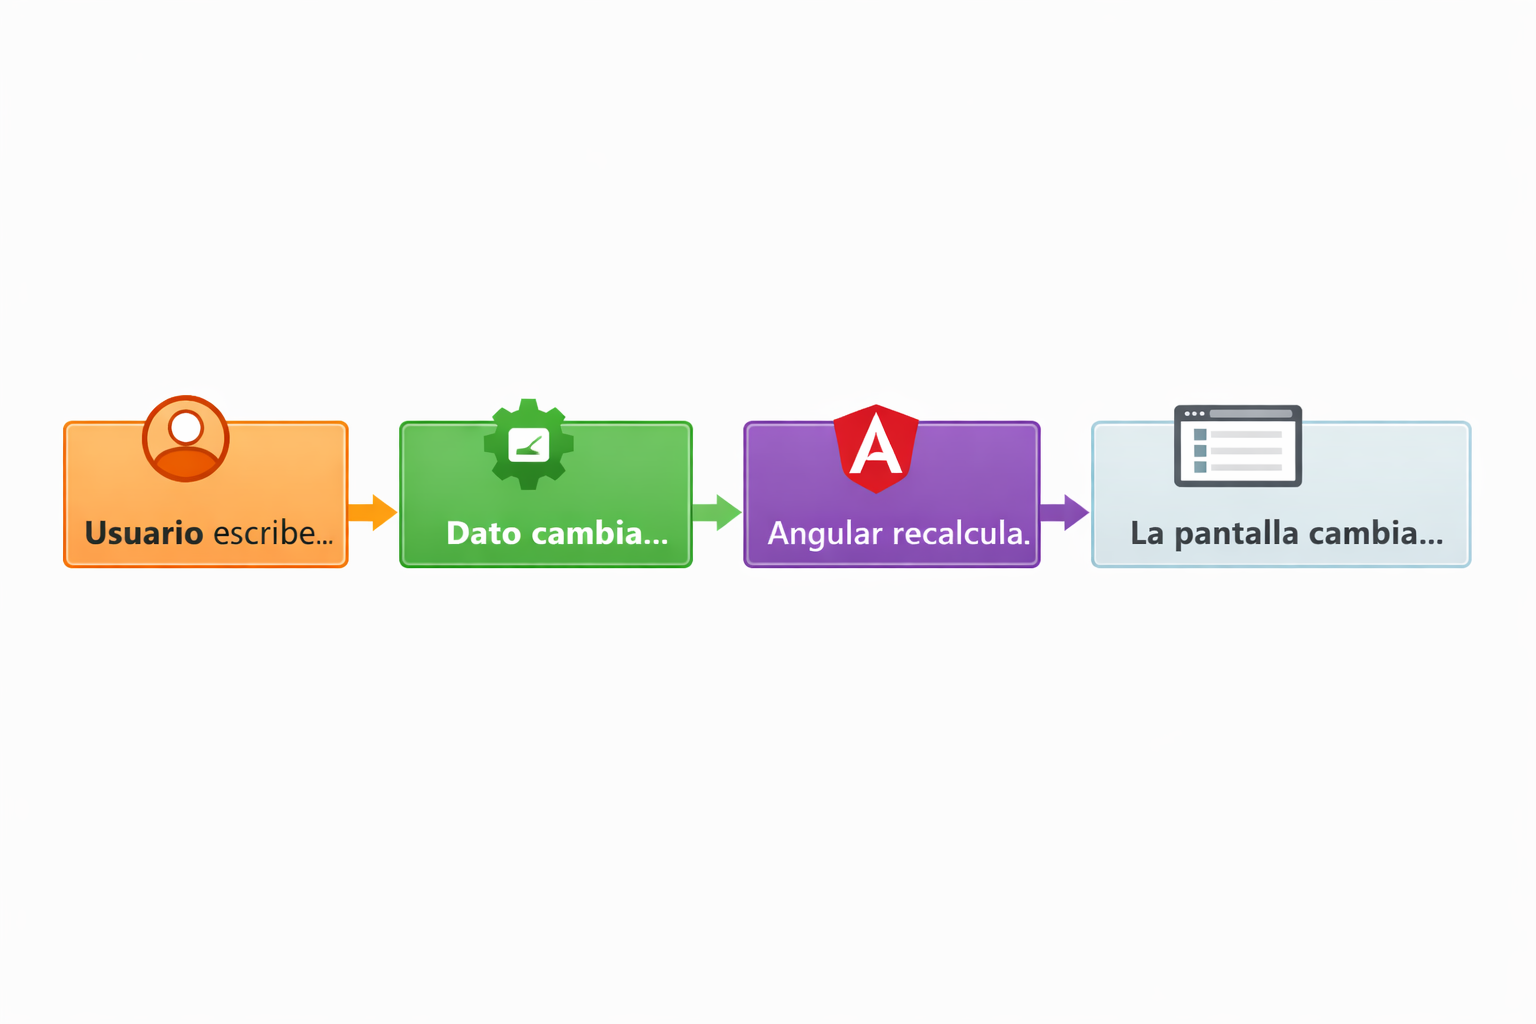 Usuario escribe...
Dato cambia...
Angular recalcula.
La pantalla cambia...